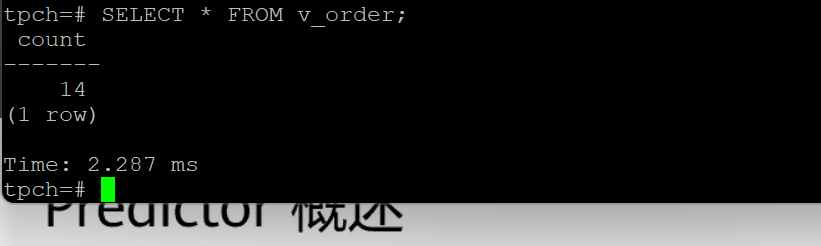 tpch=# SELECT * FROM v_order;
 count
-------
    14
(1 row)

Time: 2.287 ms
tpch=#
Predictor 概述